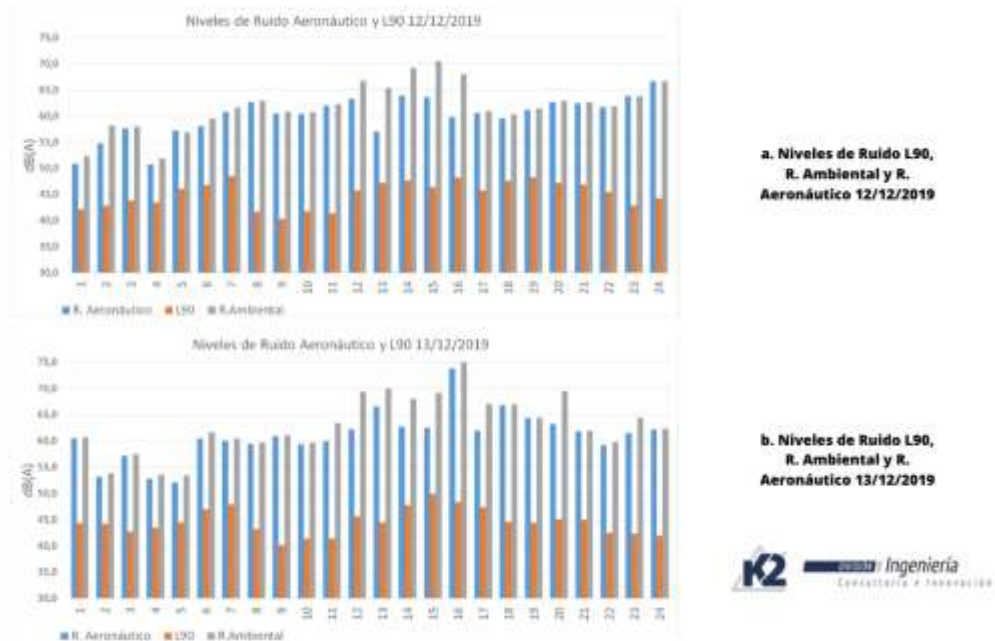 Niveles de Ruido Aeronáutico y L90 12/12/2019
75,0
70,0
65,0
60,0
55,0
50,0
45,0
40,0
35,0
30,0
dB(A)
1 2 3 4 5 6 7 8 9 10 11 12 13 14 15 16 17 18 19 20 21 22 23 24
R. Aeronáutico L90 R.Ambiental
a. Niveles de Ruido L90,
R. Ambiental y R.
Aeronáutico 12/12/2019
Niveles de Ruido Aeronáutico y L90 13/12/2019
75,0
70,0
65,0
60,0
55,0
50,0
45,0
40,0
35,0
30,0
dB(A)
1 2 3 4 5 6 7 8 9 10 11 12 13 14 15 16 17 18 19 20 21 22 23 24
R. Aeronáutico L90 R.Ambiental
b. Niveles de Ruido L90,
R. Ambiental y R.
Aeronáutico 13/12/2019
K2 Ingeniería
Consultoría e Innovación